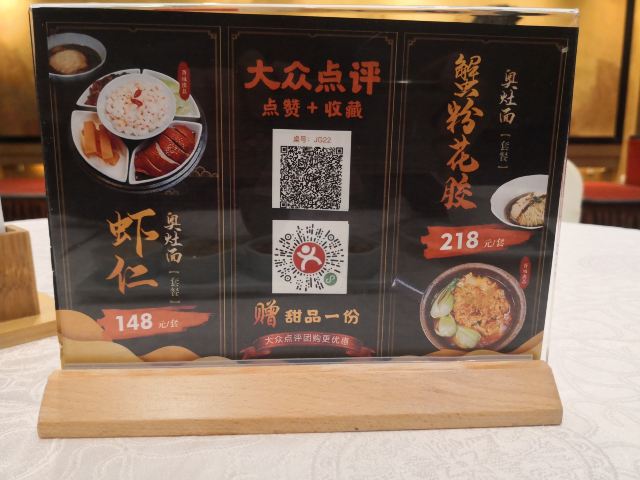 虾仁
奥灶面
[套餐]
148元/套
大众点评
点赞+收藏
桌号：JG22
赠 甜品一份
大众点评团购更优惠
蟹粉花胶
奥灶面
[套餐]
218元/套